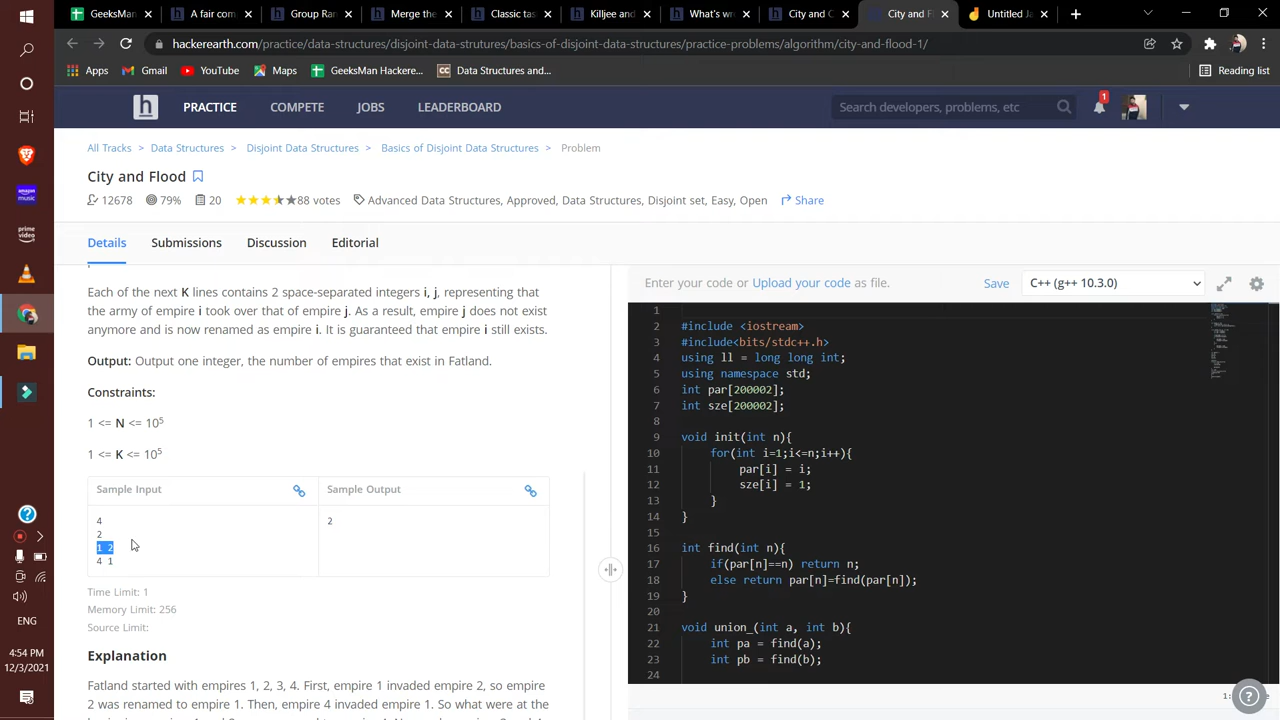 GeeksMan
A fair com
Group Ran
Merge the
Classic tas
Killjee and
What's wr
City and C
City and Fl
Untitled Ja
hackerearth.com/practice/data-structures/disjoint-data-strutures/basics-of-disjoint-data-structures/practice-problems/algorithm/city-and-flood-1/
Apps
Gmail
YouTube
Maps
GeeksMan Hackere...
CC
Data Structures and...
Reading list
h
PRACTICE
COMPETE
JOBS
LEADERBOARD
Search developers, problems, etc
1
All Tracks > Data Structures > Disjoint Data Structures > Basics of Disjoint Data Structures > Problem
City and Flood
12678
79%
20
88 votes
Advanced Data Structures, Approved, Data Structures, Disjoint set, Easy, Open
Share
Details
Submissions
Discussion
Editorial
Each of the next K lines contains 2 space-separated integers i, j, representing that
the army of empire i took over that of empire j. As a result, empire j does not exist
anymore and is now renamed as empire i. It is guaranteed that empire i still exists.
Output: Output one integer, the number of empires that exist in Fatland.
Constraints:
1 <= N <= 10⁵
1 <= K <= 10⁵
Sample Input
Sample Output
4
2
1 2
4 1
2
Time Limit: 1
Memory Limit: 256
Source Limit:
Explanation
Fatland started with empires 1, 2, 3, 4. First, empire 1 invaded empire 2, so empire
2 was renamed to empire 1. Then, empire 4 invaded empire 1. So what were at the
Enter your code or Upload your code as file.
Save
C++ (g++ 10.3.0)
1
2 #include <iostream>
3 #include<bits/stdc++.h>
4 using ll = long long int;
5 using namespace std;
6 int par[200002];
7 int sze[200002];
8
9 void init(int n){
10 for(int i=1;i<=n;i++){
11 par[i] = i;
12 sze[i] = 1;
13 }
14 }
15
16 int find(int n){
17 if(par[n]==n) return n;
18 else return par[n]=find(par[n]);
19 }
20
21 void union_(int a, int b){
22 int pa = find(a);
23 int pb = find(b);
24
1:
prime video
amazon music
ENG
4:54 PM
12/3/2021